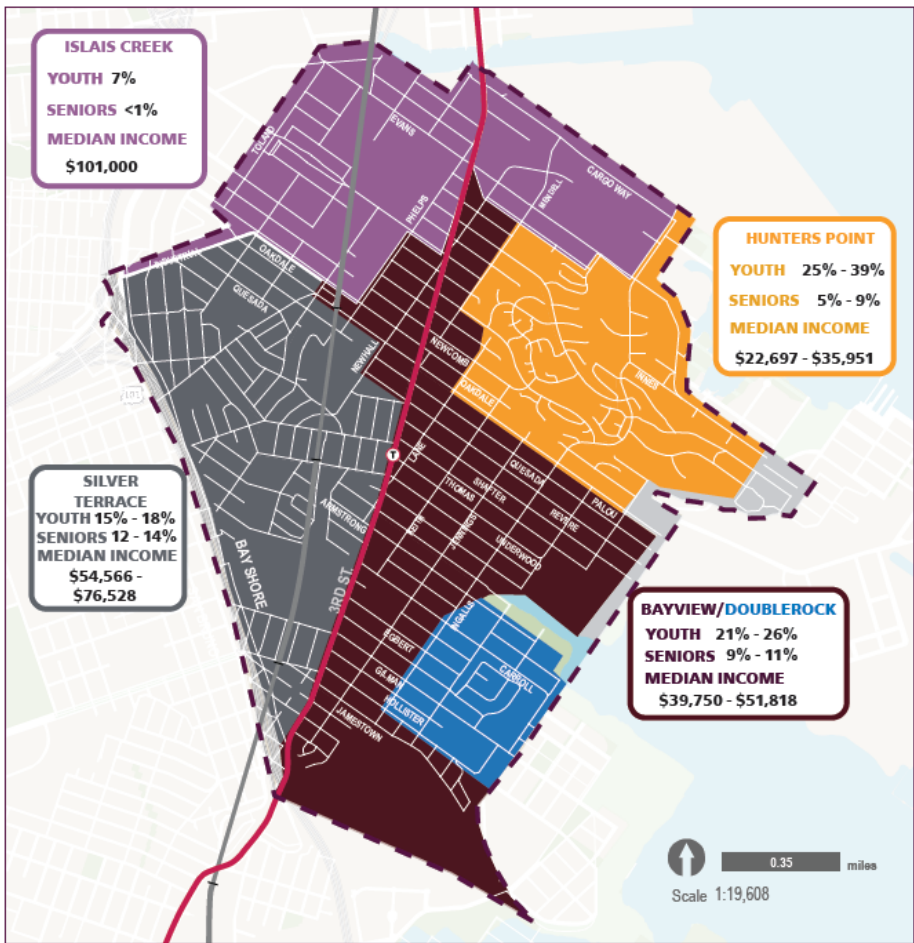 ISLAIS CREEK
YOUTH 7%
SENIORS <1%
MEDIAN INCOME
$101,000
HUNTERS POINT
YOUTH 25% - 39%
SENIORS 5% - 9%
MEDIAN INCOME
$22,697 - $35,951
SILVER
TERRACE
YOUTH 15% - 18%
SENIORS 12 - 14%
MEDIAN INCOME
$54,566 -
$76,528
BAYVIEW/DOUBLEROCK
YOUTH 21% - 26%
SENIORS 9% - 11%
MEDIAN INCOME
$39,750 - $51,818
TOLAND
EVANS
CARGO WAY
MENDELL
PHELPS
OAKDALE
QUESADA
NEWHALL
NEWCOMB
OAKDALE
INNES
101
T
LANE
QUESADA
SHAFTER
THOMAS
PALOU
REVERE
KEITH
JENNINGS
UNDERWOOD
ARMSTRONG
BAY SHORE
3RD ST.
INGALLS
EGBERT
CARROLL
GILMAN
HOLLISTER
JAMESTOWN
0.35 miles
Scale 1:19,608